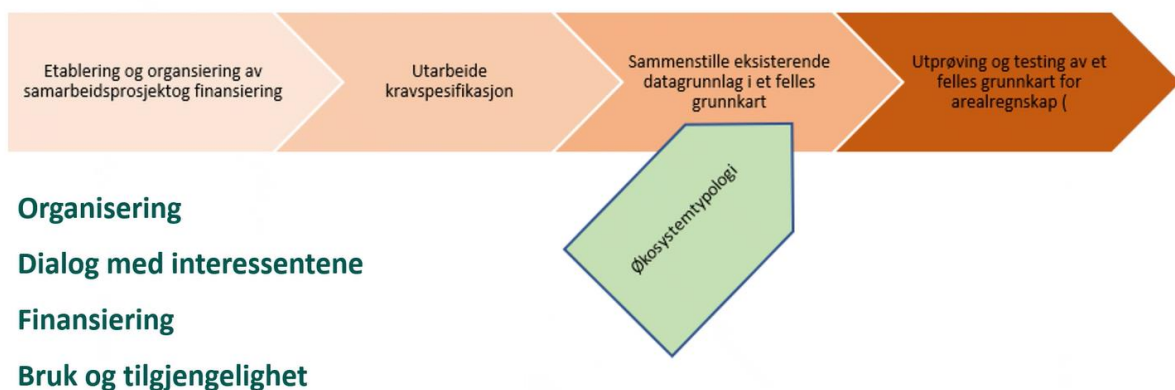 Etablering og organsiering av
samarbeidsprosjektog finansiering
Utarbeide
kravspesifikasjon
Sammenstille eksisterende
datagrunnlag i et felles
grunnkart
Utprøving og testing av et
felles grunnkart for
arealregnskap (
Økosystemtypologi
Organisering
Dialog med interessentene
Finansiering
Bruk og tilgjengelighet